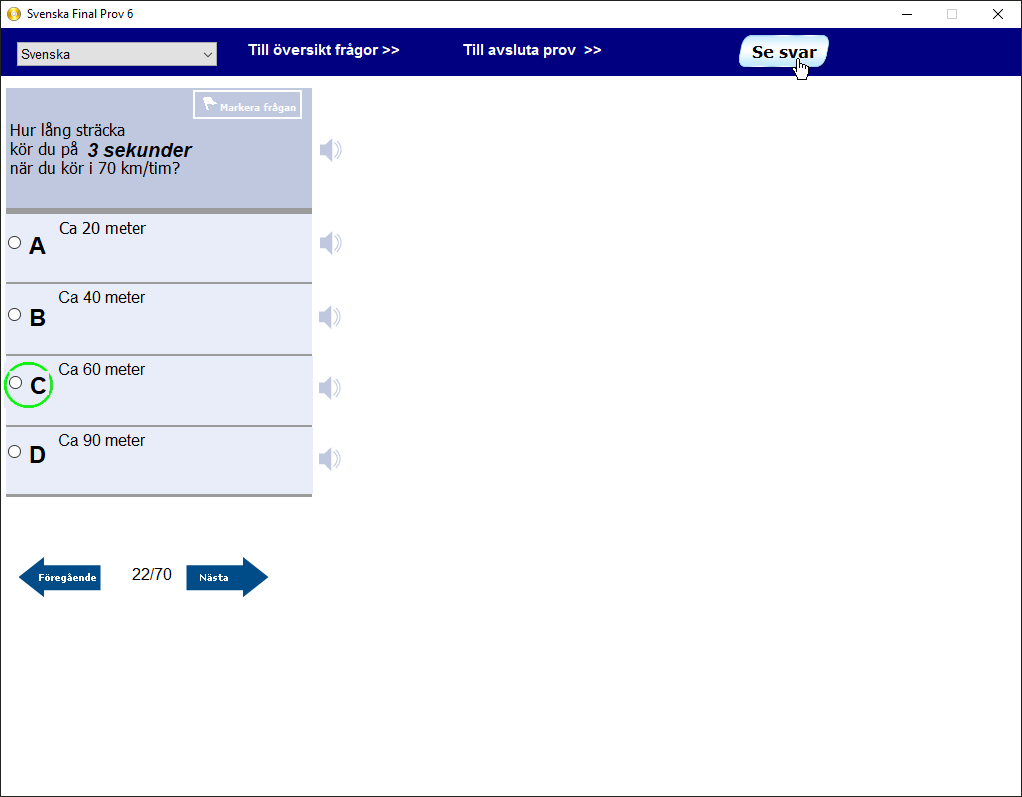 Svenska Final Prov 6
Svenska
Till översikt frågor >>
Till avsluta prov >>
Se svar
Markera frågan
Hur lång sträcka
kör du på 3 sekunder
när du kör i 70 km/tim?
A Ca 20 meter
B Ca 40 meter
C Ca 60 meter
D Ca 90 meter
Föregående 22/70 Nästa